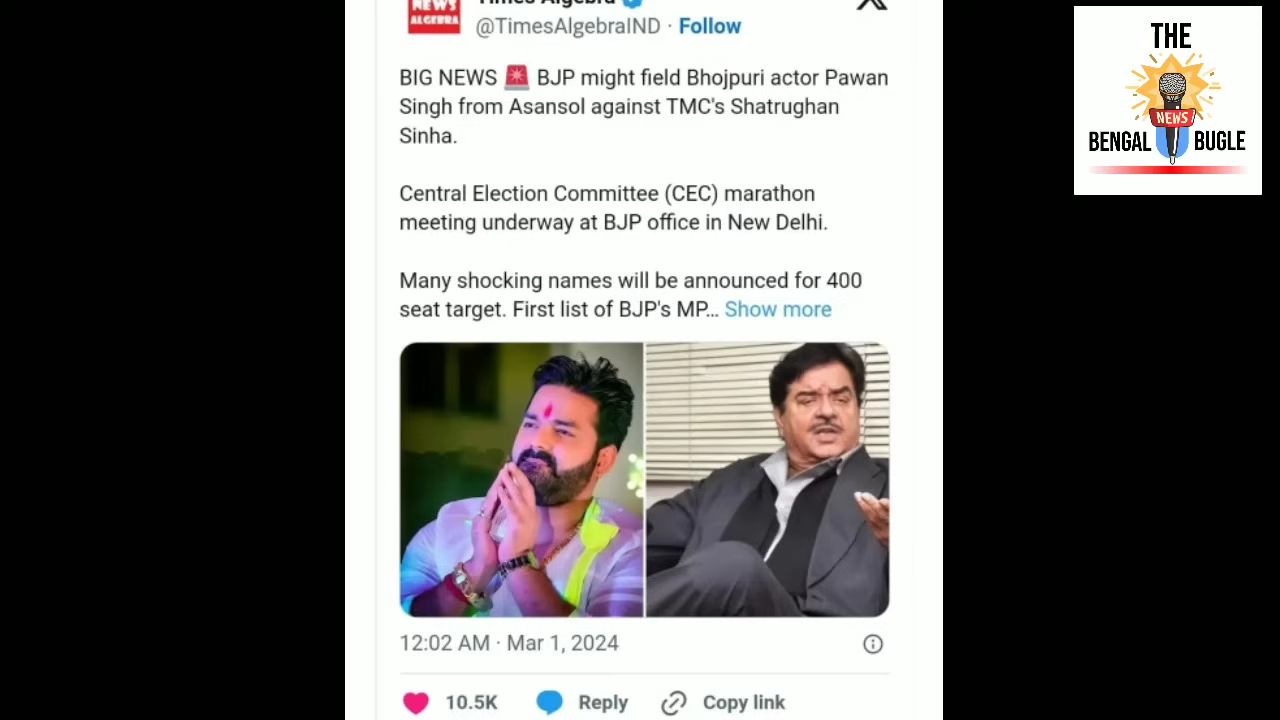 NEWS
ALGEBRA
Times Algebra
@TimesAlgebraIND · Follow
BIG NEWS 🚨 BJP might field Bhojpuri actor Pawan
Singh from Asansol against TMC's Shatrughan
Sinha.
Central Election Committee (CEC) marathon
meeting underway at BJP office in New Delhi.
Many shocking names will be announced for 400
seat target. First list of BJP's MP... Show more
12:02 AM · Mar 1, 2024
10.5K Reply Copy link
THE
NEWS
BENGAL BUGLE